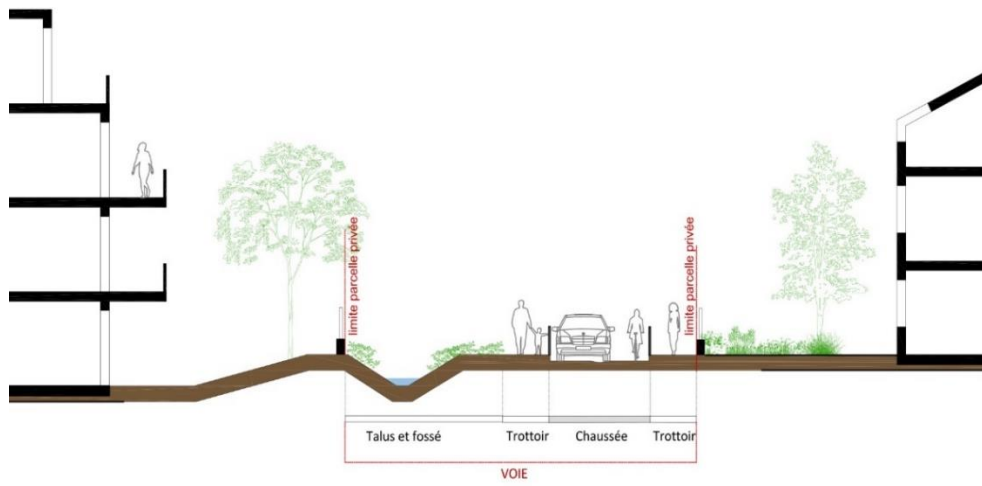 limite parcelle privée
limite parcelle privée
Talus et fossé
Trottoir
Chaussée
Trottoir
VOIE